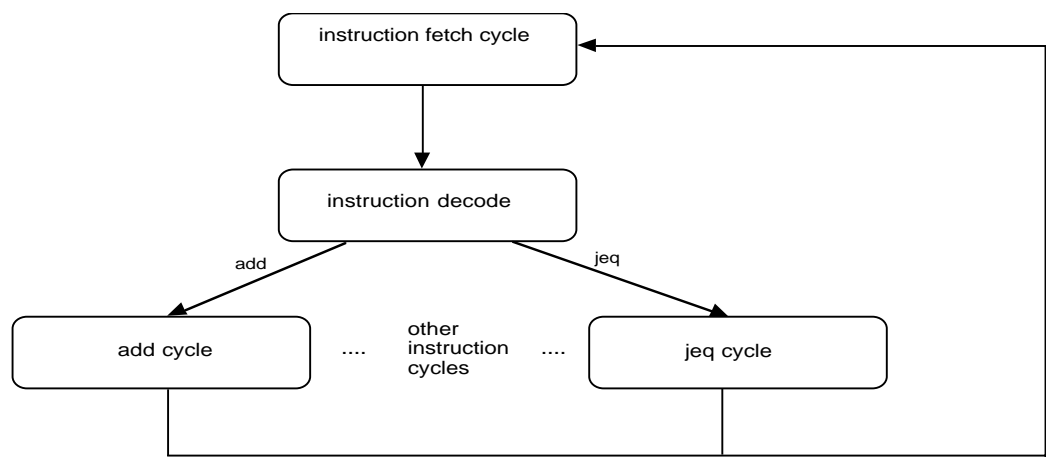 instruction fetch cycle
instruction decode
add
jeq
add cycle
....
other
instruction
cycles
....
jeq cycle